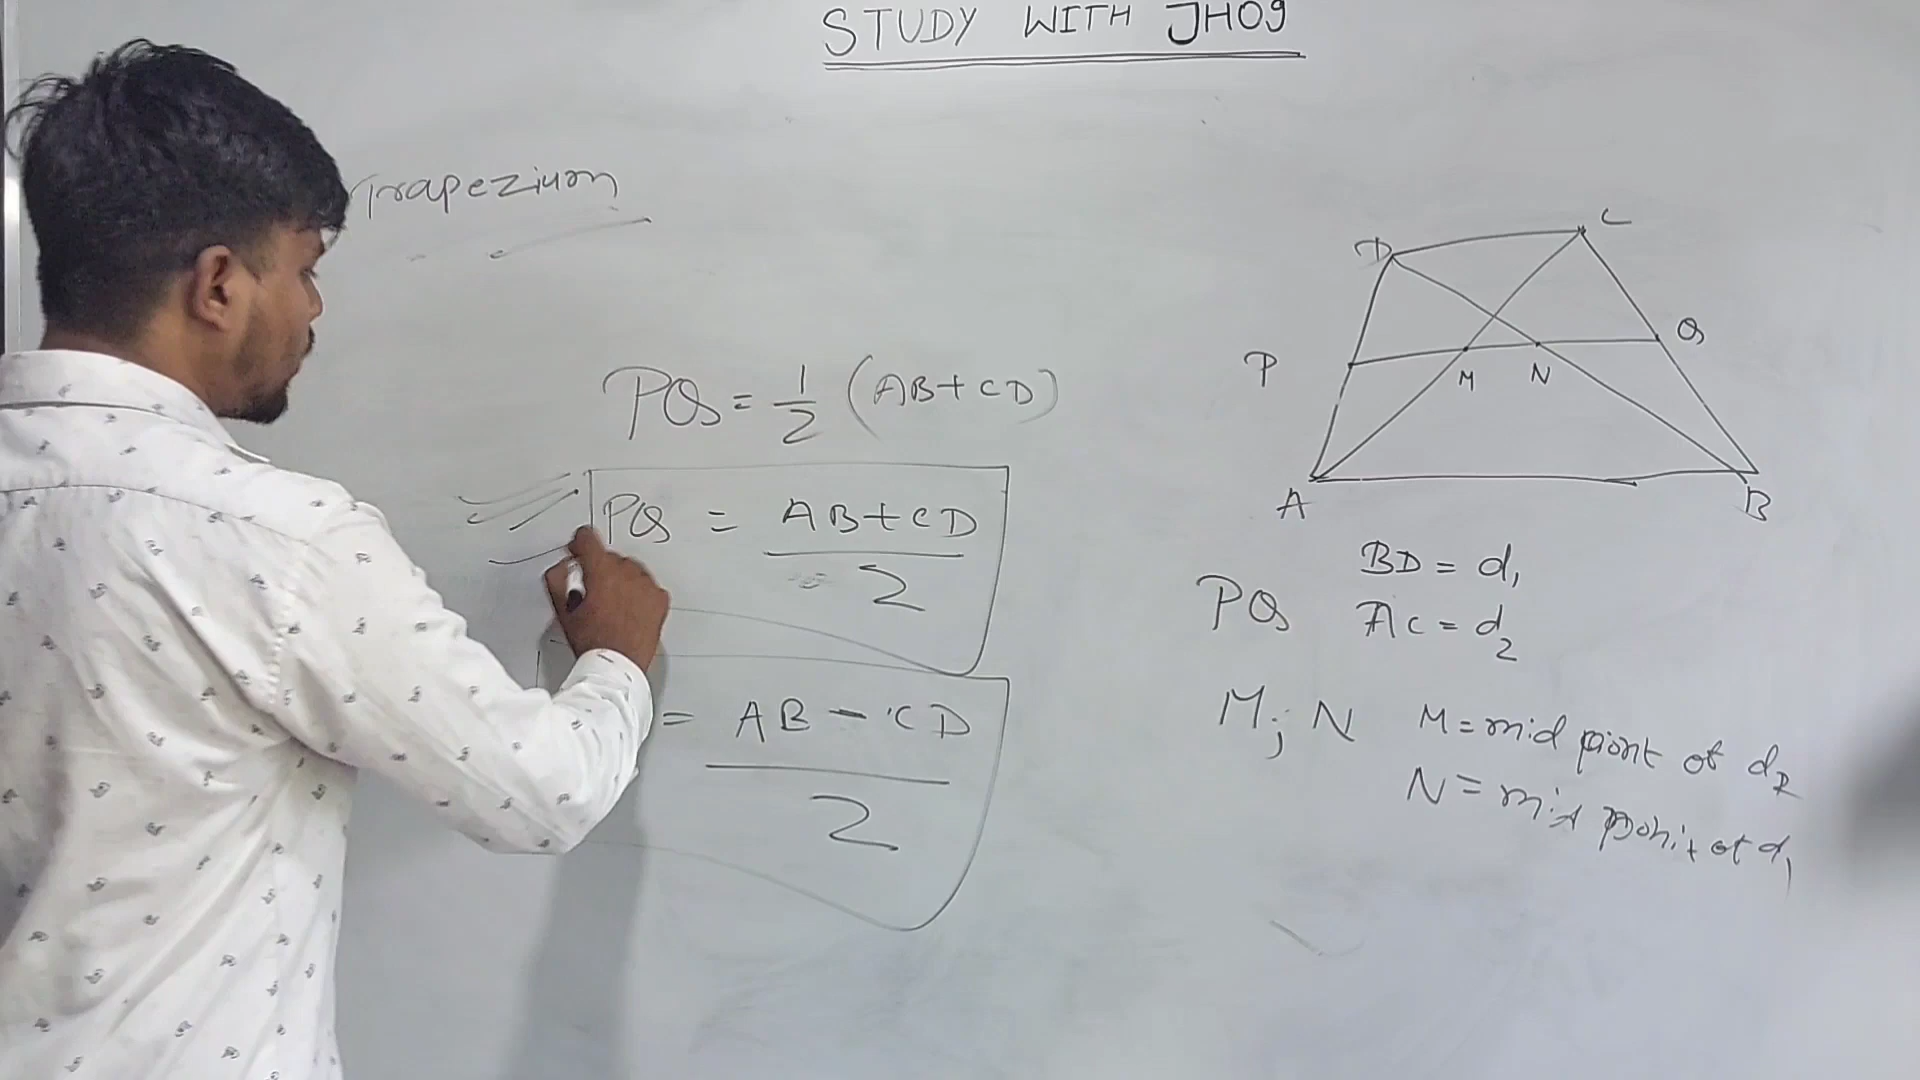 STUDY WITH JH09
Trapezium
PQ = 1/2 (AB+CD)
PQ = AB+CD
2
= AB - CD
2
D
C
P
Q
M
N
A
B
BD = d1
PQ
AC = d2
M; N
M = mid point of d2
N = mid point of d1